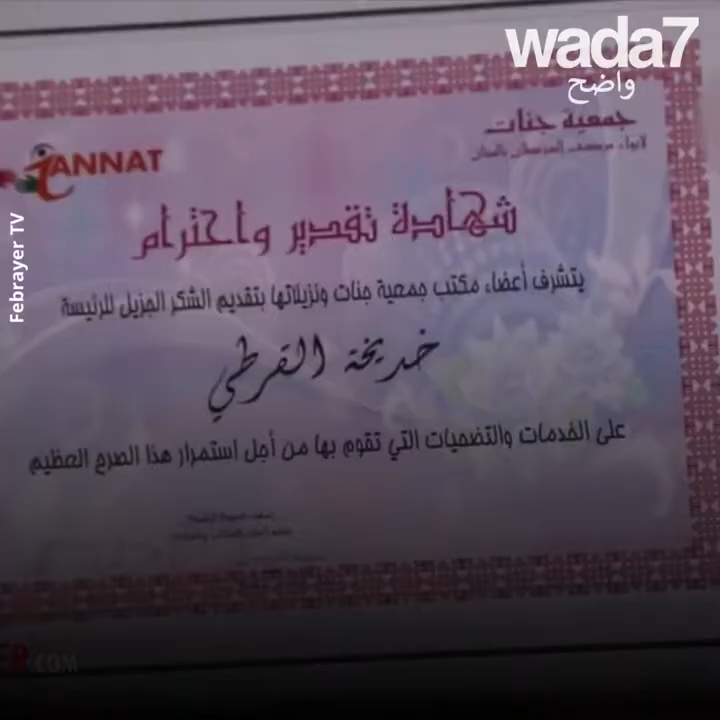 wada7
واضح
Febrayer TV
جمعية جنات
JANNAT
شهادة تقدير واحترام
يتشرف أعضاء مكتب جمعية جنات ونزيلاتها بتقديم الشكر الجزيل للرئيسة
خديجة القرطي
على الخدمات والتضحيات التي تقوم بها من أجل استمرار هذا الصرح العظيم
.COM